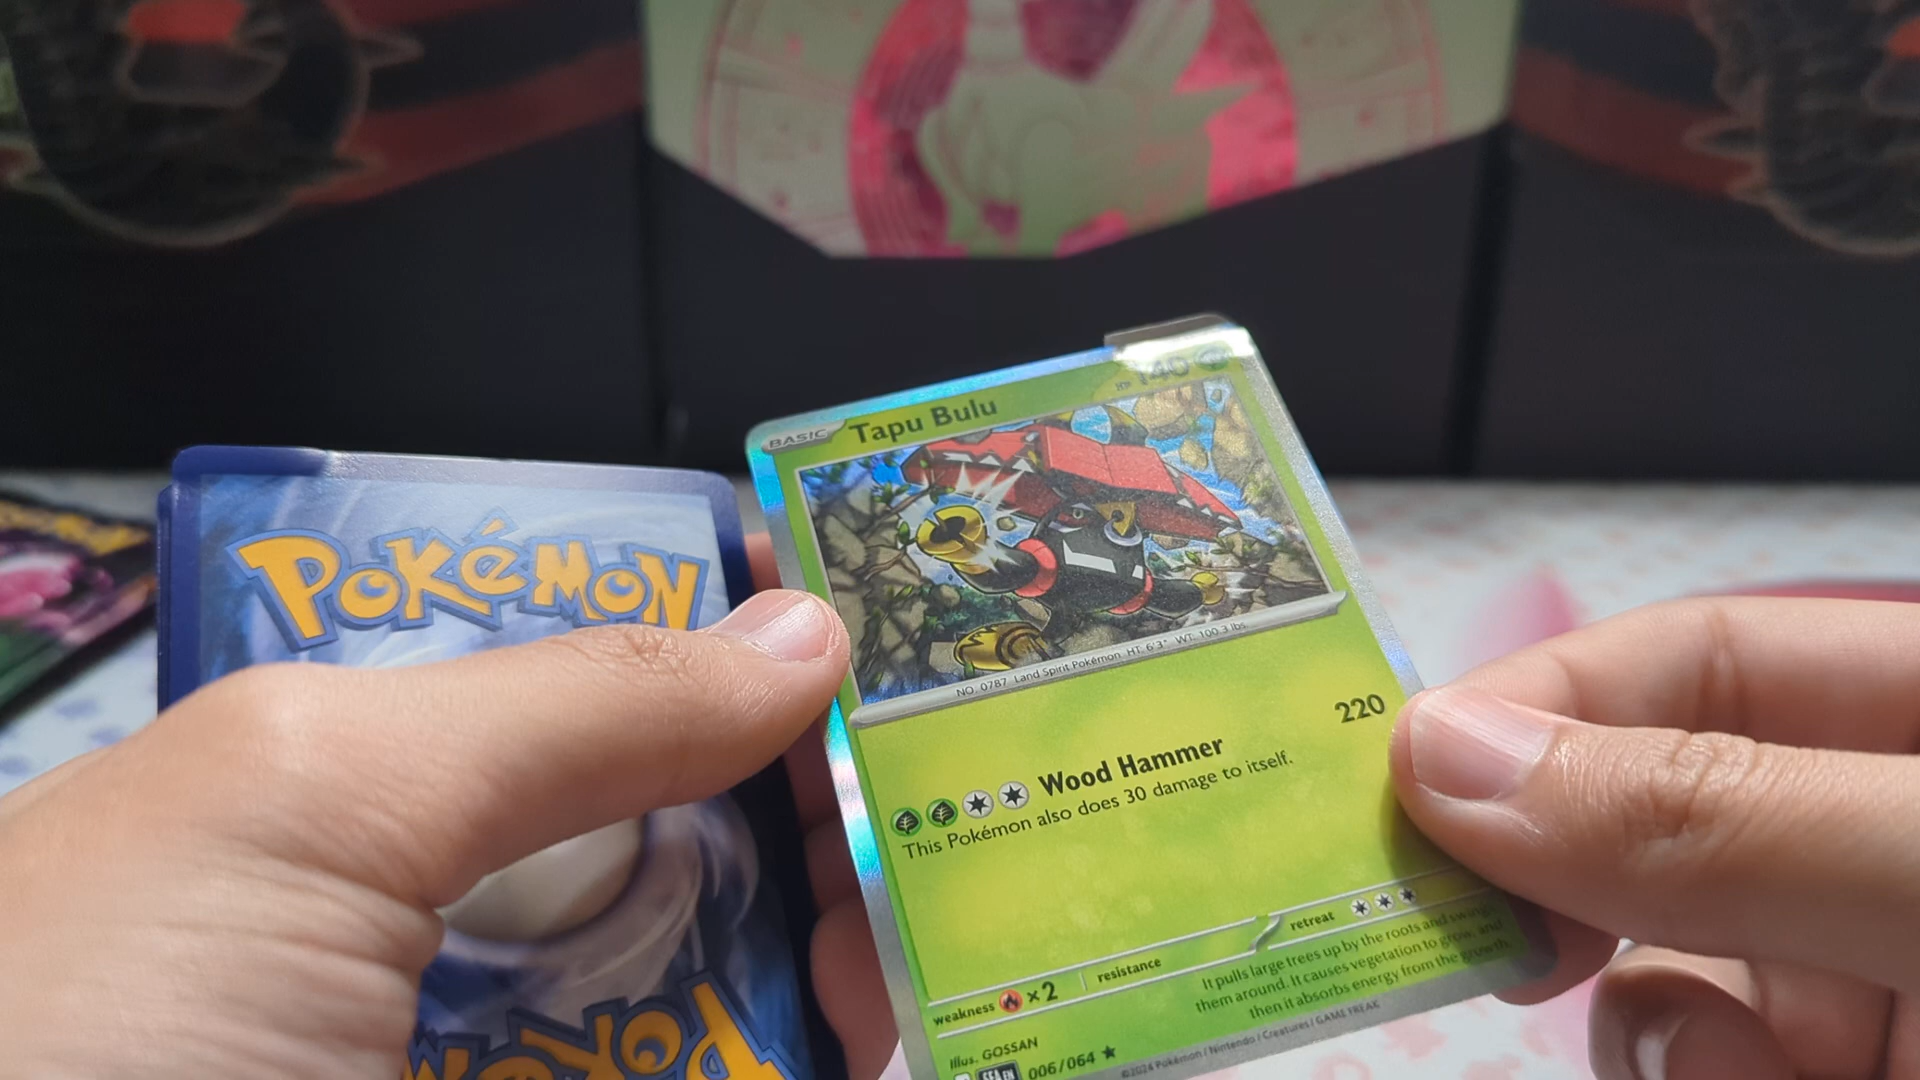 Pokémon
BASIC Tapu Bulu HP 140
NO. 0787 Land Spirit Pokémon HT: 6'3" WT: 100.3 lbs.
Wood Hammer 220
This Pokémon also does 30 damage to itself.
weakness ×2 resistance retreat
It pulls large trees up by the roots and swings
them around. It causes vegetation to grow, and
then it absorbs energy from the growth.
Illus. GOSSAN
SFA EN 006/064 ★
©2024 Pokémon / Nintendo / Creatures / GAME FREAK
Pokémon